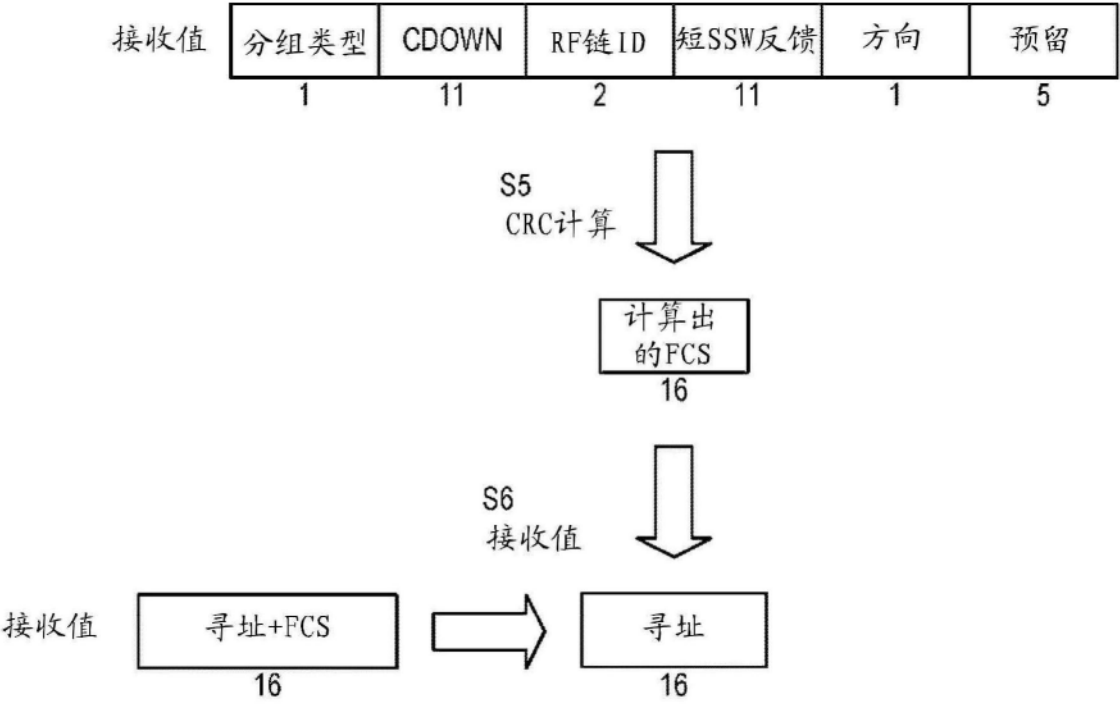 接收值 分组类型 CDOWN RF链ID 短SSW反馈 方向 预留
1 11 2 11 1 5
S5
CRC计算
计算出
的FCS
16
S6
接收值
接收值 寻址+FCS 寻址
16 16